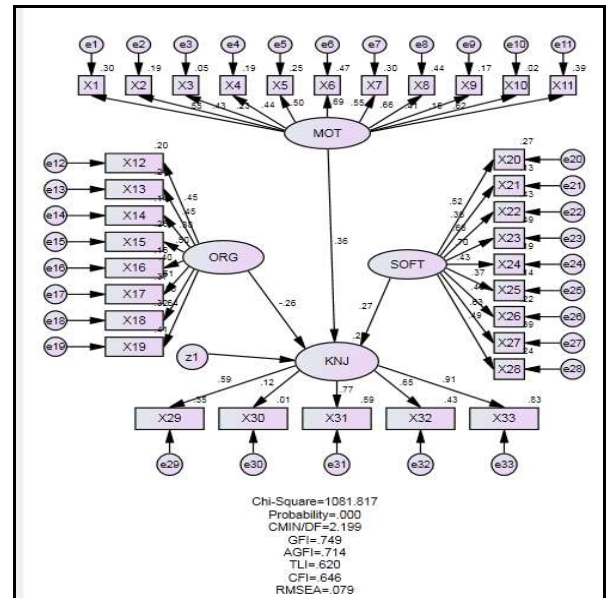 e1 e2 e3 e4 e5 e6 e7 e8 e9 e10 e11
.30 .19 .05 .19 .25 .47 .30 .44 .17 .02 .39
X1 X2 X3 X4 X5 X6 X7 X8 X9 X10 X11
.55 .43 .23 .44 .50 .69 .55 .66
MOT
.20
e12 X12
e13 X13
e14 X14
e15 X15
e16 X16
e17 X17
e18 X18
e19 X19
.45
.45
ORG
.27
X20 e20
X21 e21
X22 e22
X23 e23
X24 e24
X25 e25
X26 e26
X27 e27
X28 e28
.52
.70
.43
.37
.49
SOFT
.36
-.26
.27
z1
KNJ
.59 .12 .77 .65 .91
.35 .01 .59 .43 .83
X29 X30 X31 X32 X33
e29 e30 e31 e32 e33
Chi-Square=1081.817
Probability=.000
CMIN/DF=2.199
GFI=.749
AGFI=.714
TLI=.620
CFI=.646
RMSEA=.079